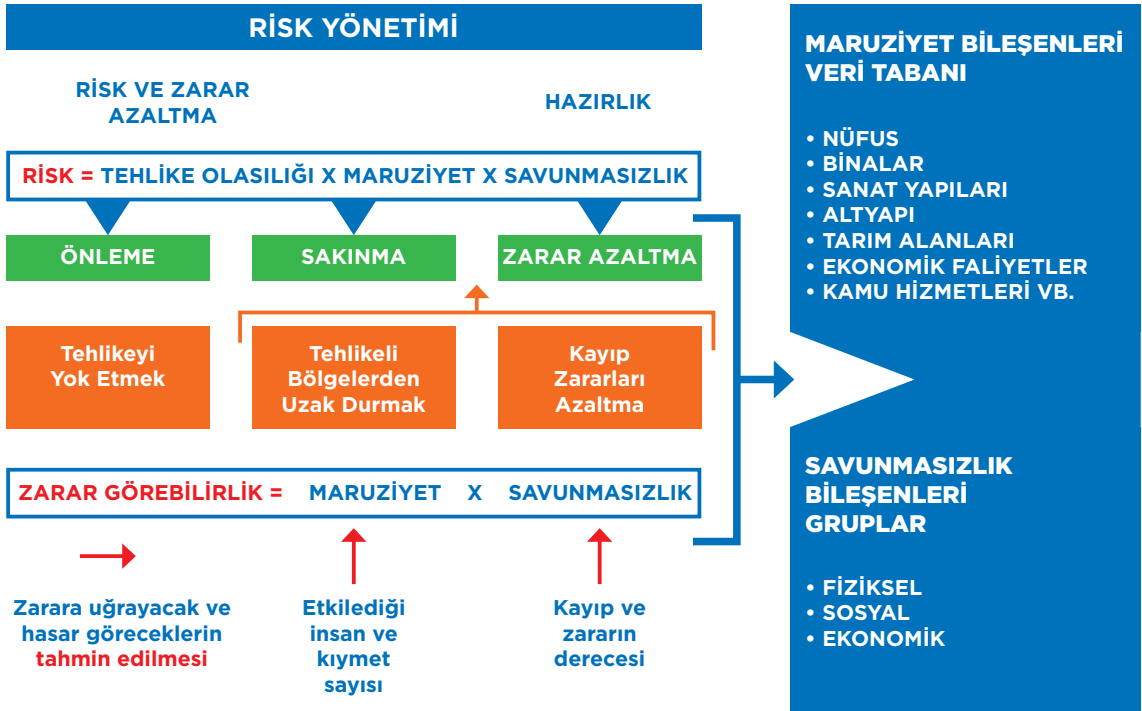 RİSK YÖNETİMİ
RİSK VE ZARAR
AZALTMA
HAZIRLIK
RİSK = TEHLİKE OLASILIĞI X MARUZİYET X SAVUNMASIZLIK
ÖNLEME
SAKINMA
ZARAR AZALTMA
Tehlikeyi
Yok Etmek
Tehlikeli
Bölgelerden
Uzak Durmak
Kayıp
Zararları
Azaltma
ZARAR GÖREBİLİRLİK = MARUZİYET X SAVUNMASIZLIK
Zarara uğrayacak ve
hasar göreceklerin
tahmin edilmesi
Etkilediği
insan ve
kıymet
sayısı
Kayıp ve
zararın
derecesi
MARUZİYET BİLEŞENLERİ
VERİ TABANI
• NÜFUS
• BİNALAR
• SANAT YAPILARI
• ALTYAPI
• TARIM ALANLARI
• EKONOMİK FALİYETLER
• KAMU HİZMETLERİ VB.
SAVUNMASIZLIK
BİLEŞENLERİ
GRUPLAR
• FİZİKSEL
• SOSYAL
• EKONOMİK